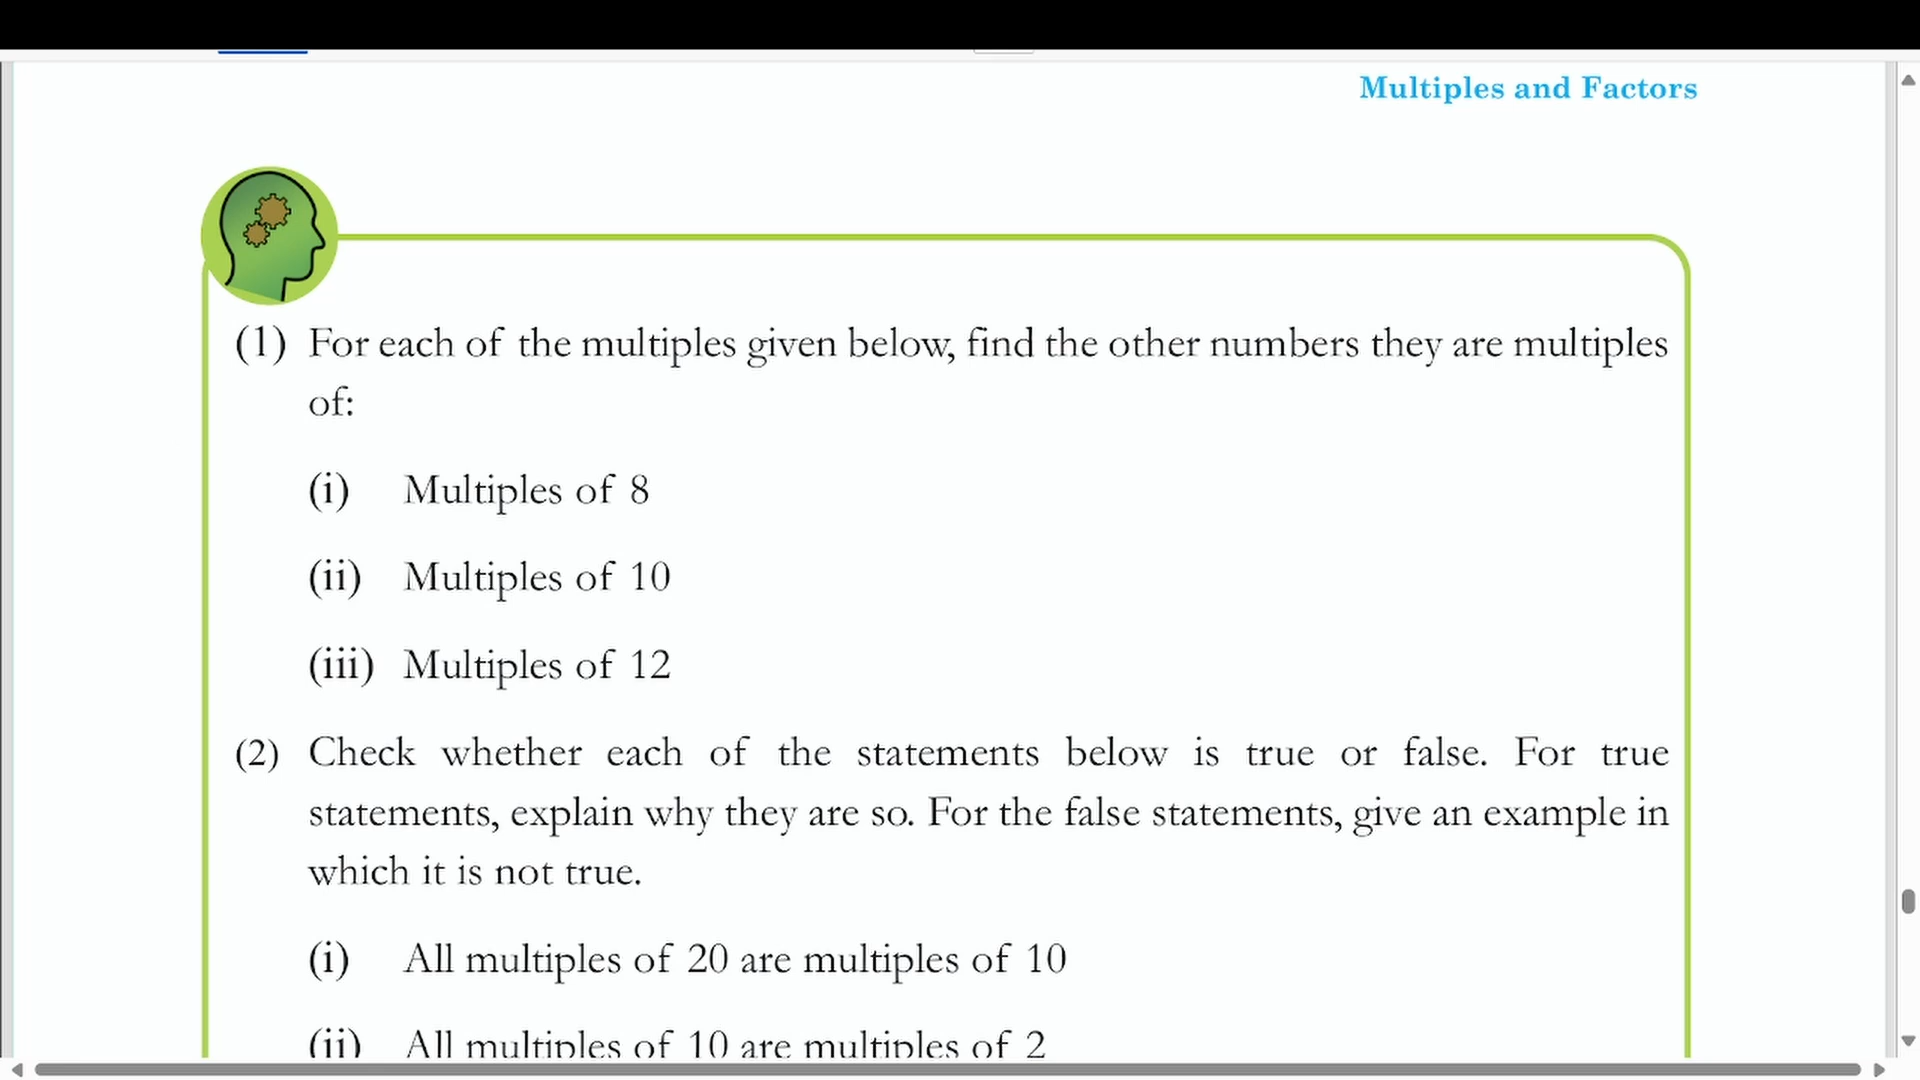 Multiples and Factors
(1) For each of the multiples given below, find the other numbers they are multiples
of:
(i) Multiples of 8
(ii) Multiples of 10
(iii) Multiples of 12
(2) Check whether each of the statements below is true or false. For true
statements, explain why they are so. For the false statements, give an example in
which it is not true.
(i) All multiples of 20 are multiples of 10
(ii) All multiples of 10 are multiples of 2